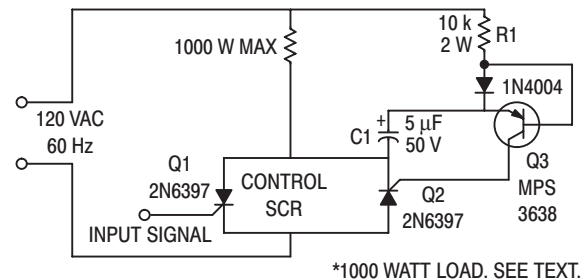 10 k
2 W
R1
1000 W MAX
1N4004
120 VAC
60 Hz
+
5 μF
50 V
C1
Q1
2N6397
CONTROL
SCR
Q2
2N6397
Q3
MPS
3638
INPUT SIGNAL
*1000 WATT LOAD. SEE TEXT.